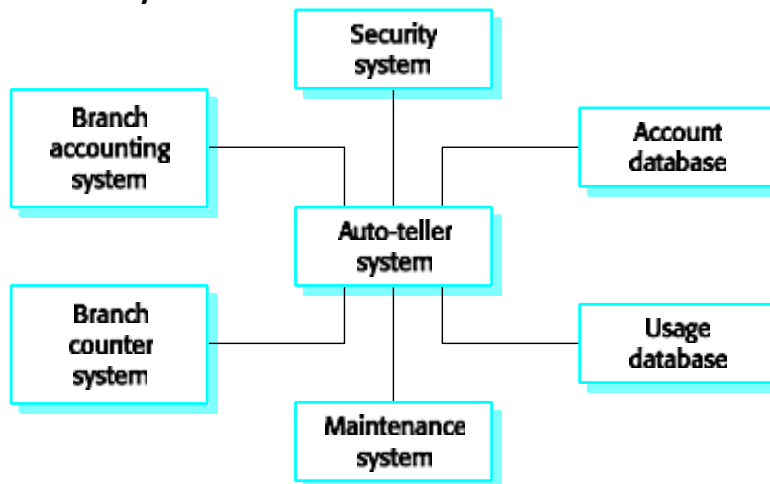 Security
system
Branch
accounting
system
Account
database
Auto-teller
system
Branch
counter
system
Usage
database
Maintenance
system